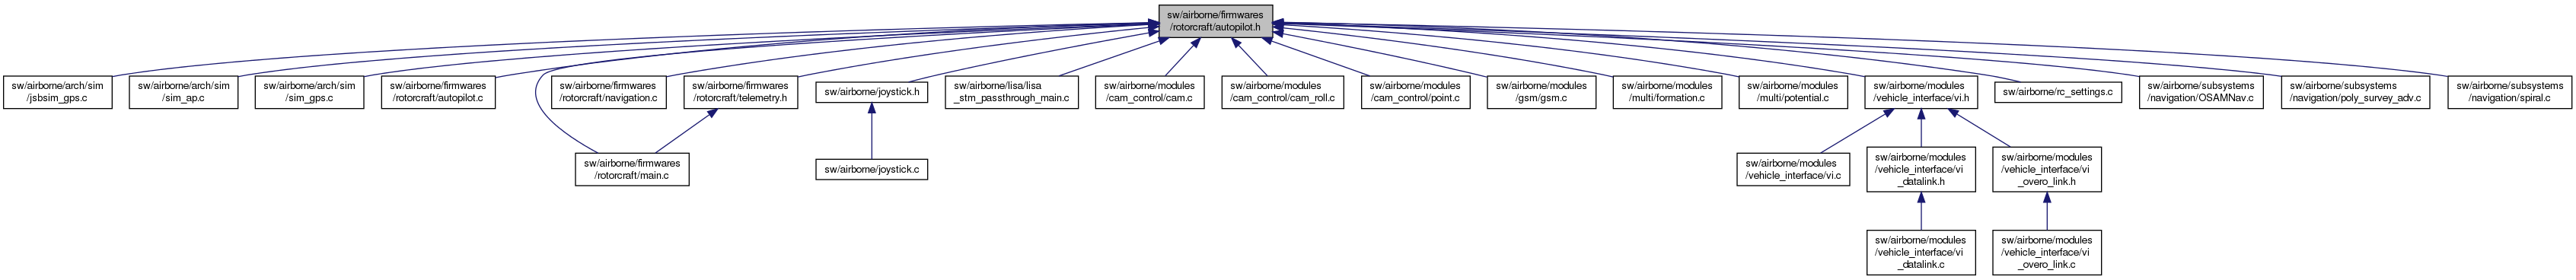 sw/airborne/firmwares
/rotorcraft/autopilot.h
sw/airborne/arch/sim
/jsbsim_gps.c
sw/airborne/arch/sim
/sim_ap.c
sw/airborne/arch/sim
/sim_gps.c
sw/airborne/firmwares
/rotorcraft/autopilot.c
sw/airborne/firmwares
/rotorcraft/navigation.c
sw/airborne/firmwares
/rotorcraft/telemetry.h
sw/airborne/joystick.h
sw/airborne/lisa/lisa
_stm_passthrough_main.c
sw/airborne/modules
/cam_control/cam.c
sw/airborne/modules
/cam_control/cam_roll.c
sw/airborne/modules
/cam_control/point.c
sw/airborne/modules
/gsm/gsm.c
sw/airborne/modules
/multi/formation.c
sw/airborne/modules
/multi/potential.c
sw/airborne/modules
/vehicle_interface/vi.h
sw/airborne/rc_settings.c
sw/airborne/subsystems
/navigation/OSAMNav.c
sw/airborne/subsystems
/navigation/poly_survey_adv.c
sw/airborne/subsystems
/navigation/spiral.c
sw/airborne/firmwares
/rotorcraft/main.c
sw/airborne/joystick.c
sw/airborne/modules
/vehicle_interface/vi.c
sw/airborne/modules
/vehicle_interface/vi
_datalink.h
sw/airborne/modules
/vehicle_interface/vi
_overo_link.h
sw/airborne/modules
/vehicle_interface/vi
_datalink.c
sw/airborne/modules
/vehicle_interface/vi
_overo_link.c